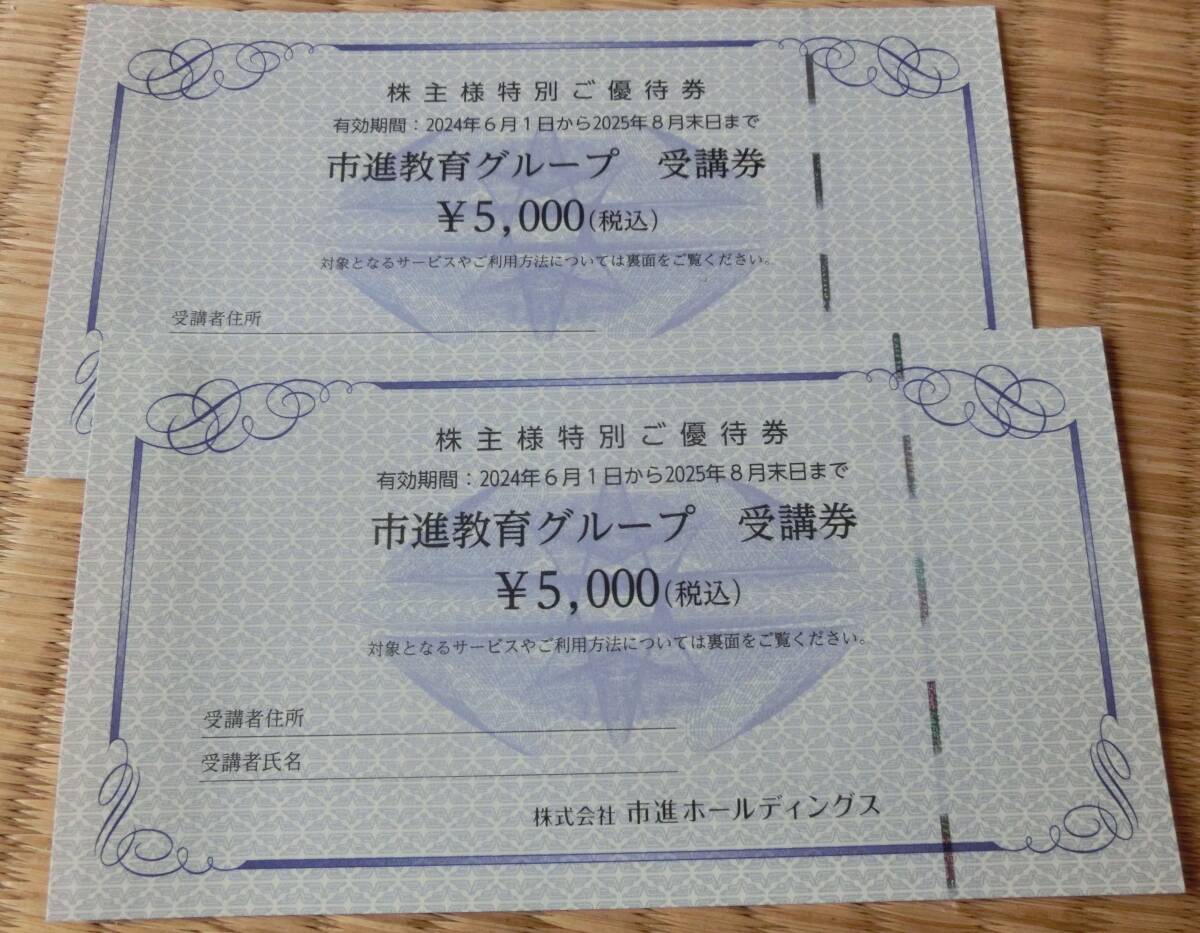 株主様特別ご優待券
有効期間：2024年６月１日から2025年８月末日まで
市進教育グループ　受講券
￥5,000(税込)
対象となるサービスやご利用方法については裏面をご覧ください。
受講者住所
株主様特別ご優待券
有効期間：2024年６月１日から2025年８月末日まで
市進教育グループ　受講券
￥5,000(税込)
対象となるサービスやご利用方法については裏面をご覧ください。
受講者住所
受講者氏名
株式会社 市進ホールディングス